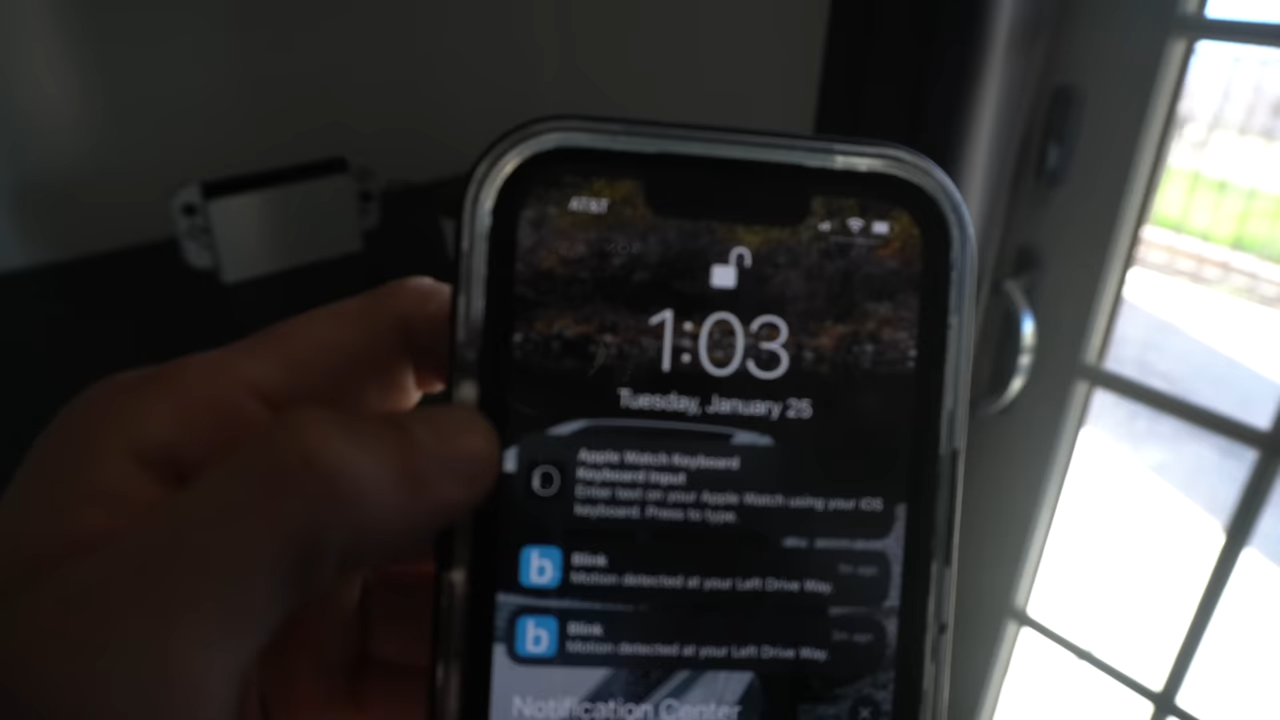 AT&T
1:03
Tuesday, January 25
Apple Watch Keyboard
Keyboard Input
Enter text on your Apple Watch using your iOS
keyboard. Press to type.
b
Blink
Motion detected at your Left Drive Way.
b
Blink
2m ago
Motion detected at your Left Drive Way.
Notification Center